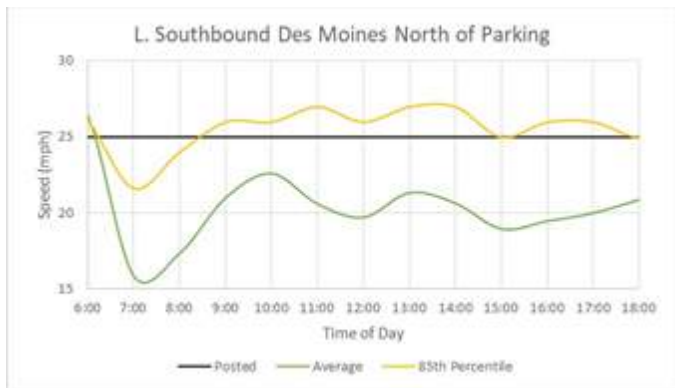 L. Southbound Des Moines North of Parking
30
25
20
15
Speed (mph)
6:00 7:00 8:00 9:00 10:00 11:00 12:00 13:00 14:00 15:00 16:00 17:00 18:00
Time of Day
Posted Average 85th Percentile